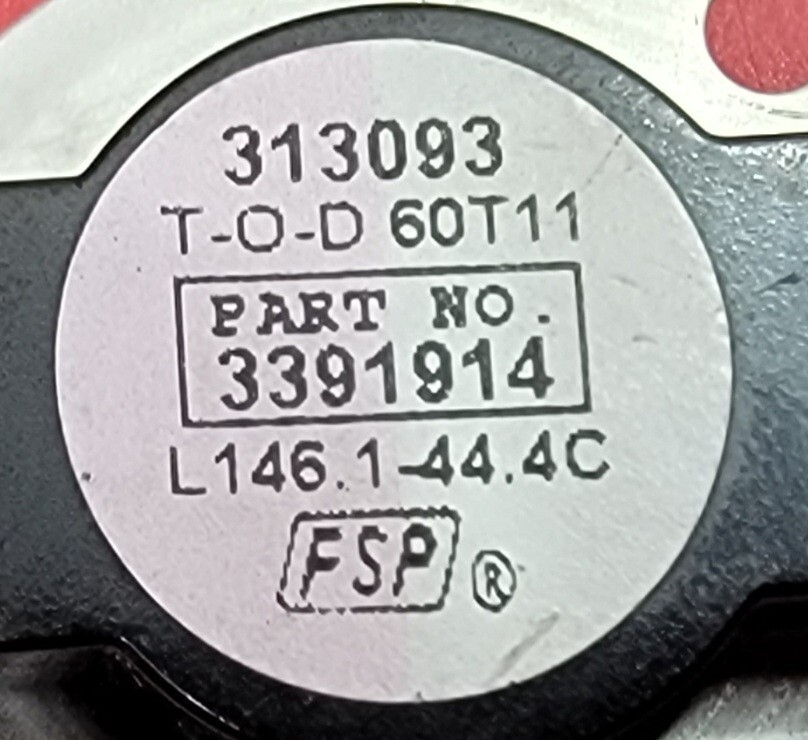 313093
T-O-D 60T11
PART NO.
3391914
L146.1-44.4C
FSP ®